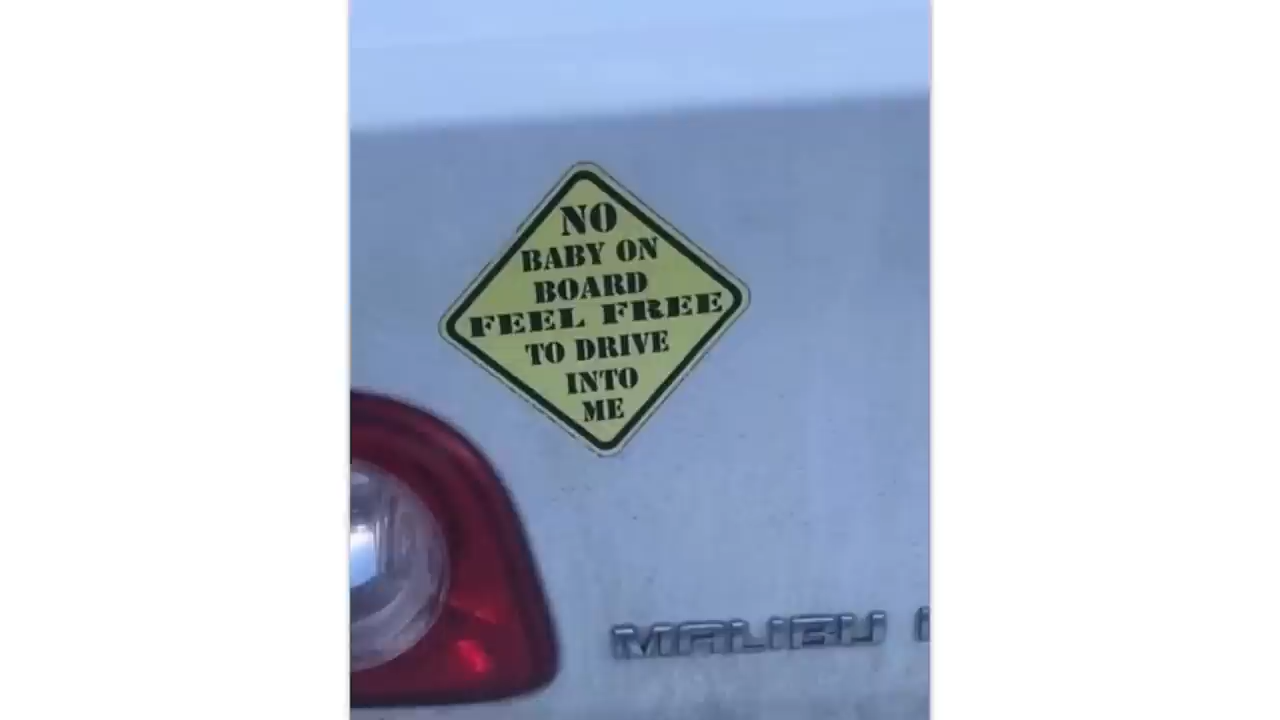 NO
BABY ON
BOARD
FEEL FREE
TO DRIVE
INTO
ME
MALIBU